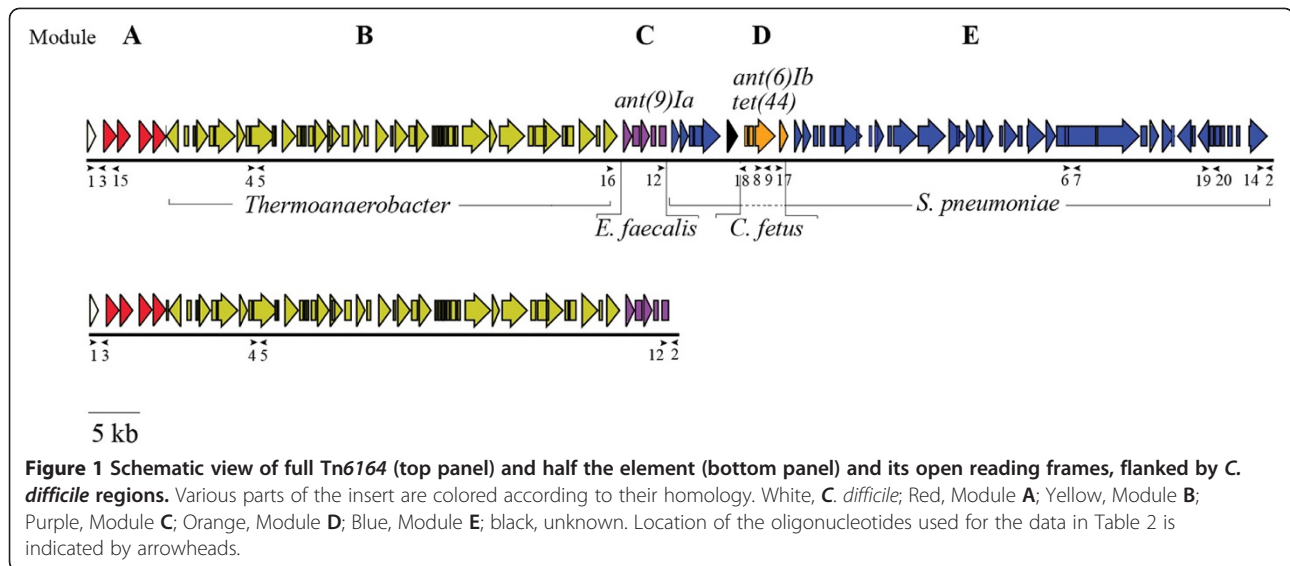 Module A B C D E
ant(6)Ib
ant(9)Ia tet(44)
1 3 15 4 5 16 12 18 8 9 17 6 7 19 20 14 2
Thermoanaerobacter S. pneumoniae
E. faecalis C. fetus
1 3 4 5 12 2
5 kb
Figure 1 Schematic view of full Tn6164 (top panel) and half the element (bottom panel) and its open reading frames, flanked by C.
difficile regions. Various parts of the insert are colored according to their homology. White, C. difficile; Red, Module A; Yellow, Module B;
Purple, Module C; Orange, Module D; Blue, Module E; black, unknown. Location of the oligonucleotides used for the data in Table 2 is
indicated by arrowheads.